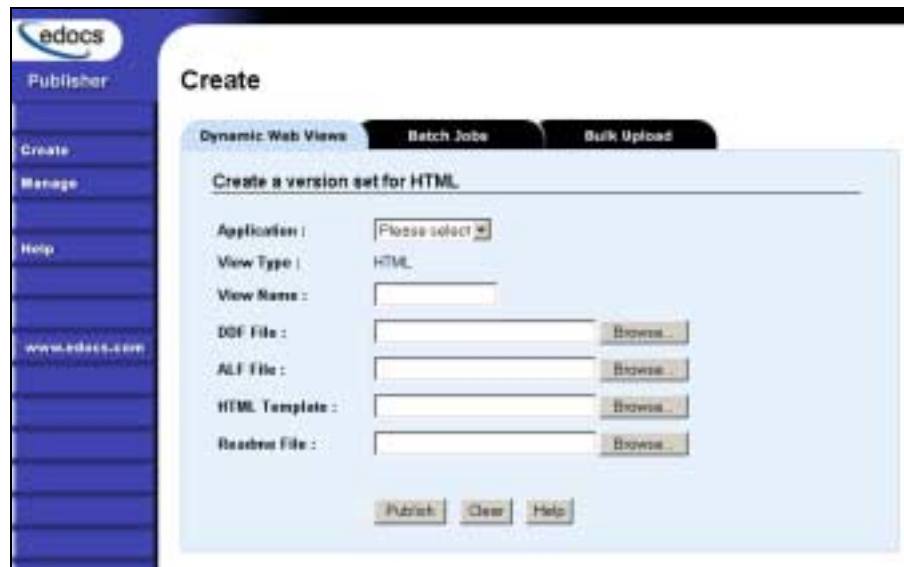 edocs
Publisher
Create
Manage
Help
www.edocs.com
Create
Dynamic Web Views
Batch Jobs
Bulk Upload
Create a version set for HTML
Application :
Please select
View Type :
HTML
View Name :
DDF File :
Browse...
ALF File :
Browse...
HTML Template :
Browse...
Readme File :
Browse...
Publish
Clear
Help